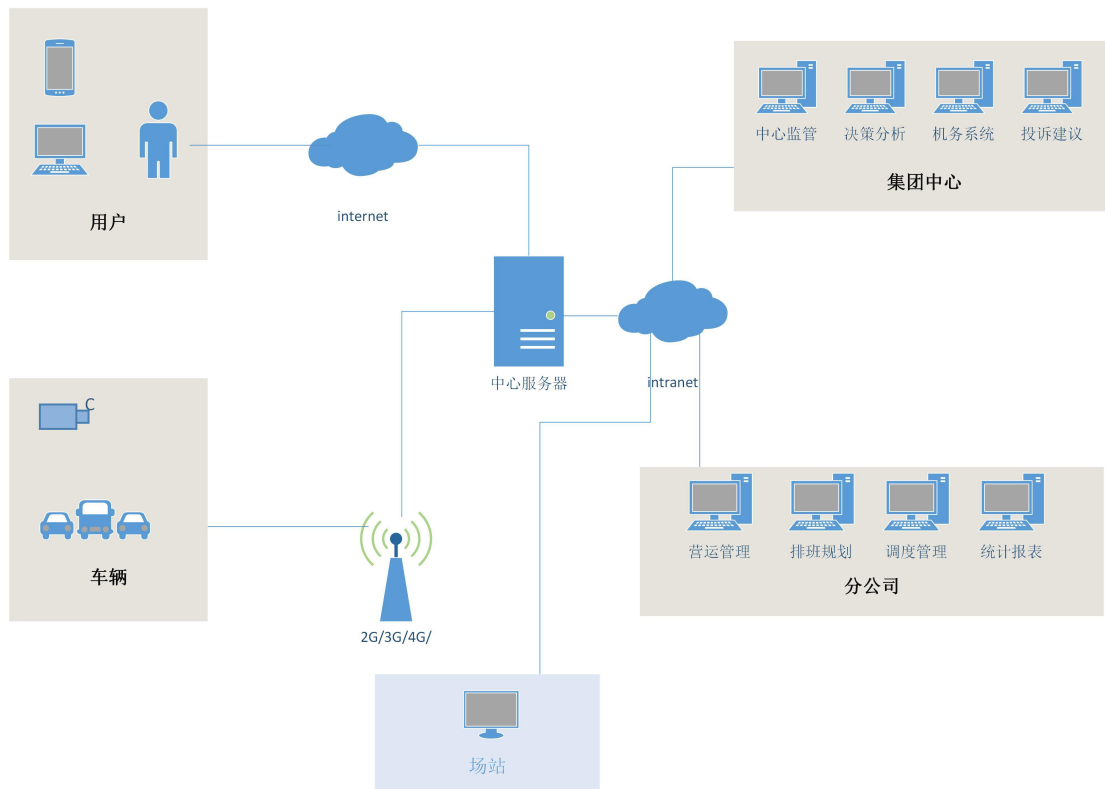 中心监管
决策分析
机务系统
投诉建议
集团中心
用户
internet
中心服务器
intranet
C
车辆
2G/3G/4G/
营运管理
排班规划
调度管理
统计报表
分公司
场站